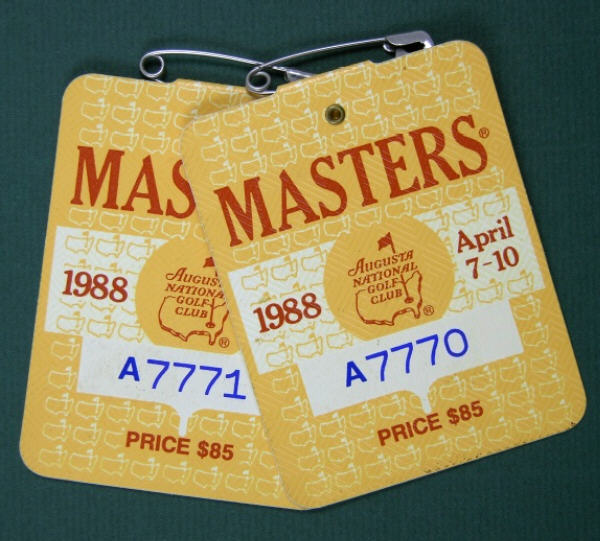 MAS
1988
AUGUSTA
NATIONAL
GOLF
CLUB
®
A7771
PRICE $85
MASTERS®
1988
April
7-10
AUGUSTA
NATIONAL
GOLF
CLUB
®
A7770
PRICE $85